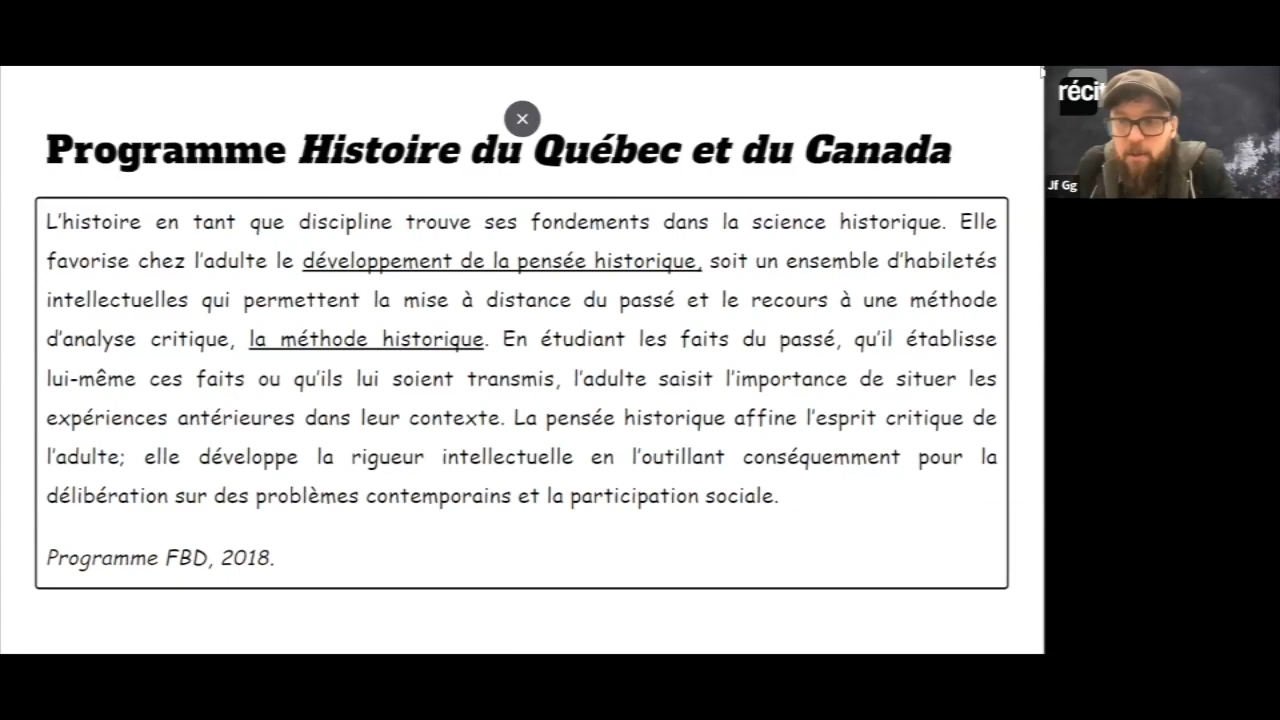 Programme Histoire du Québec et du Canada
L'histoire en tant que discipline trouve ses fondements dans la science historique. Elle
favorise chez l'adulte le développement de la pensée historique, soit un ensemble d'habiletés
intellectuelles qui permettent la mise à distance du passé et le recours à une méthode
d'analyse critique, la méthode historique. En étudiant les faits du passé, qu'il établisse
lui-même ces faits ou qu'ils lui soient transmis, l'adulte saisit l'importance de situer les
expériences antérieures dans leur contexte. La pensée historique affine l'esprit critique de
l'adulte; elle développe la rigueur intellectuelle en l'outillant conséquemment pour la
délibération sur des problèmes contemporains et la participation sociale.
Programme FBD, 2018.
récit
Jf Gg